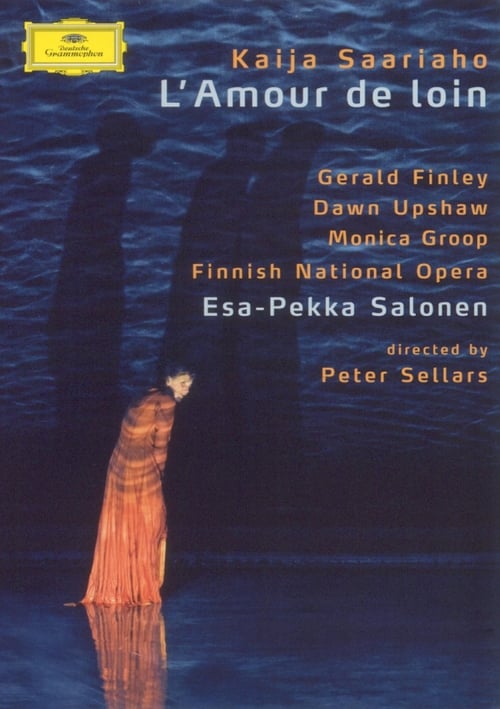 Deutsche
Grammophon
Kaija Saariaho
L'Amour de loin
Gerald Finley
Dawn Upshaw
Monica Groop
Finnish National Opera
Esa-Pekka Salonen
directed by
Peter Sellars